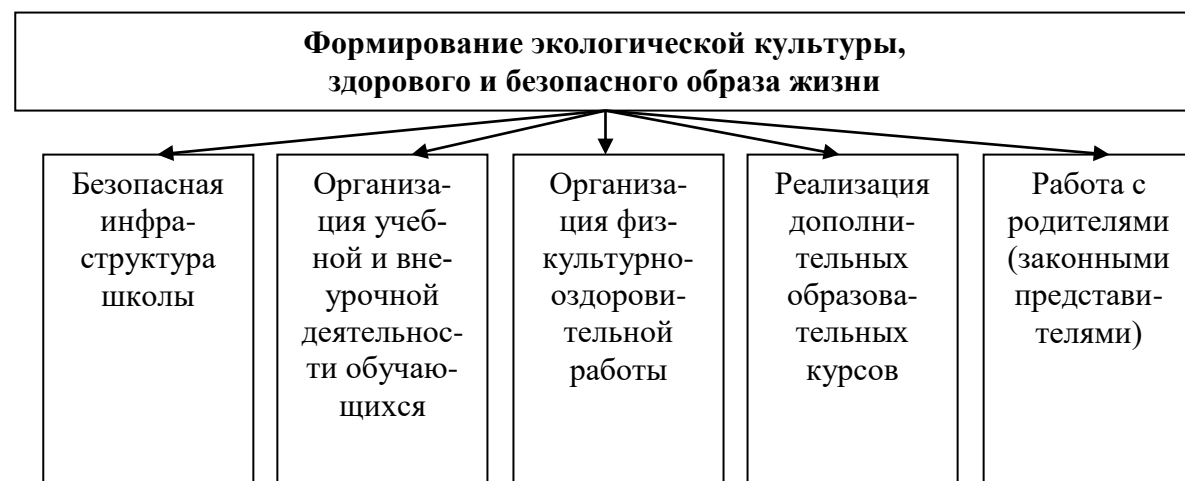 Формирование экологической культуры,
здорового и безопасного образа жизни
Безопасная
инфра-
структура
школы
Организа-
ция учеб-
ной и вне-
урочной
деятельнос-
ти обучаю-
щихся
Организа-
ция физ-
культурно-
оздорови-
тельной
работы
Реализация
дополни-
тельных
образова-
тельных
курсов
Работа с
родителями
(законными
представи-
телями)